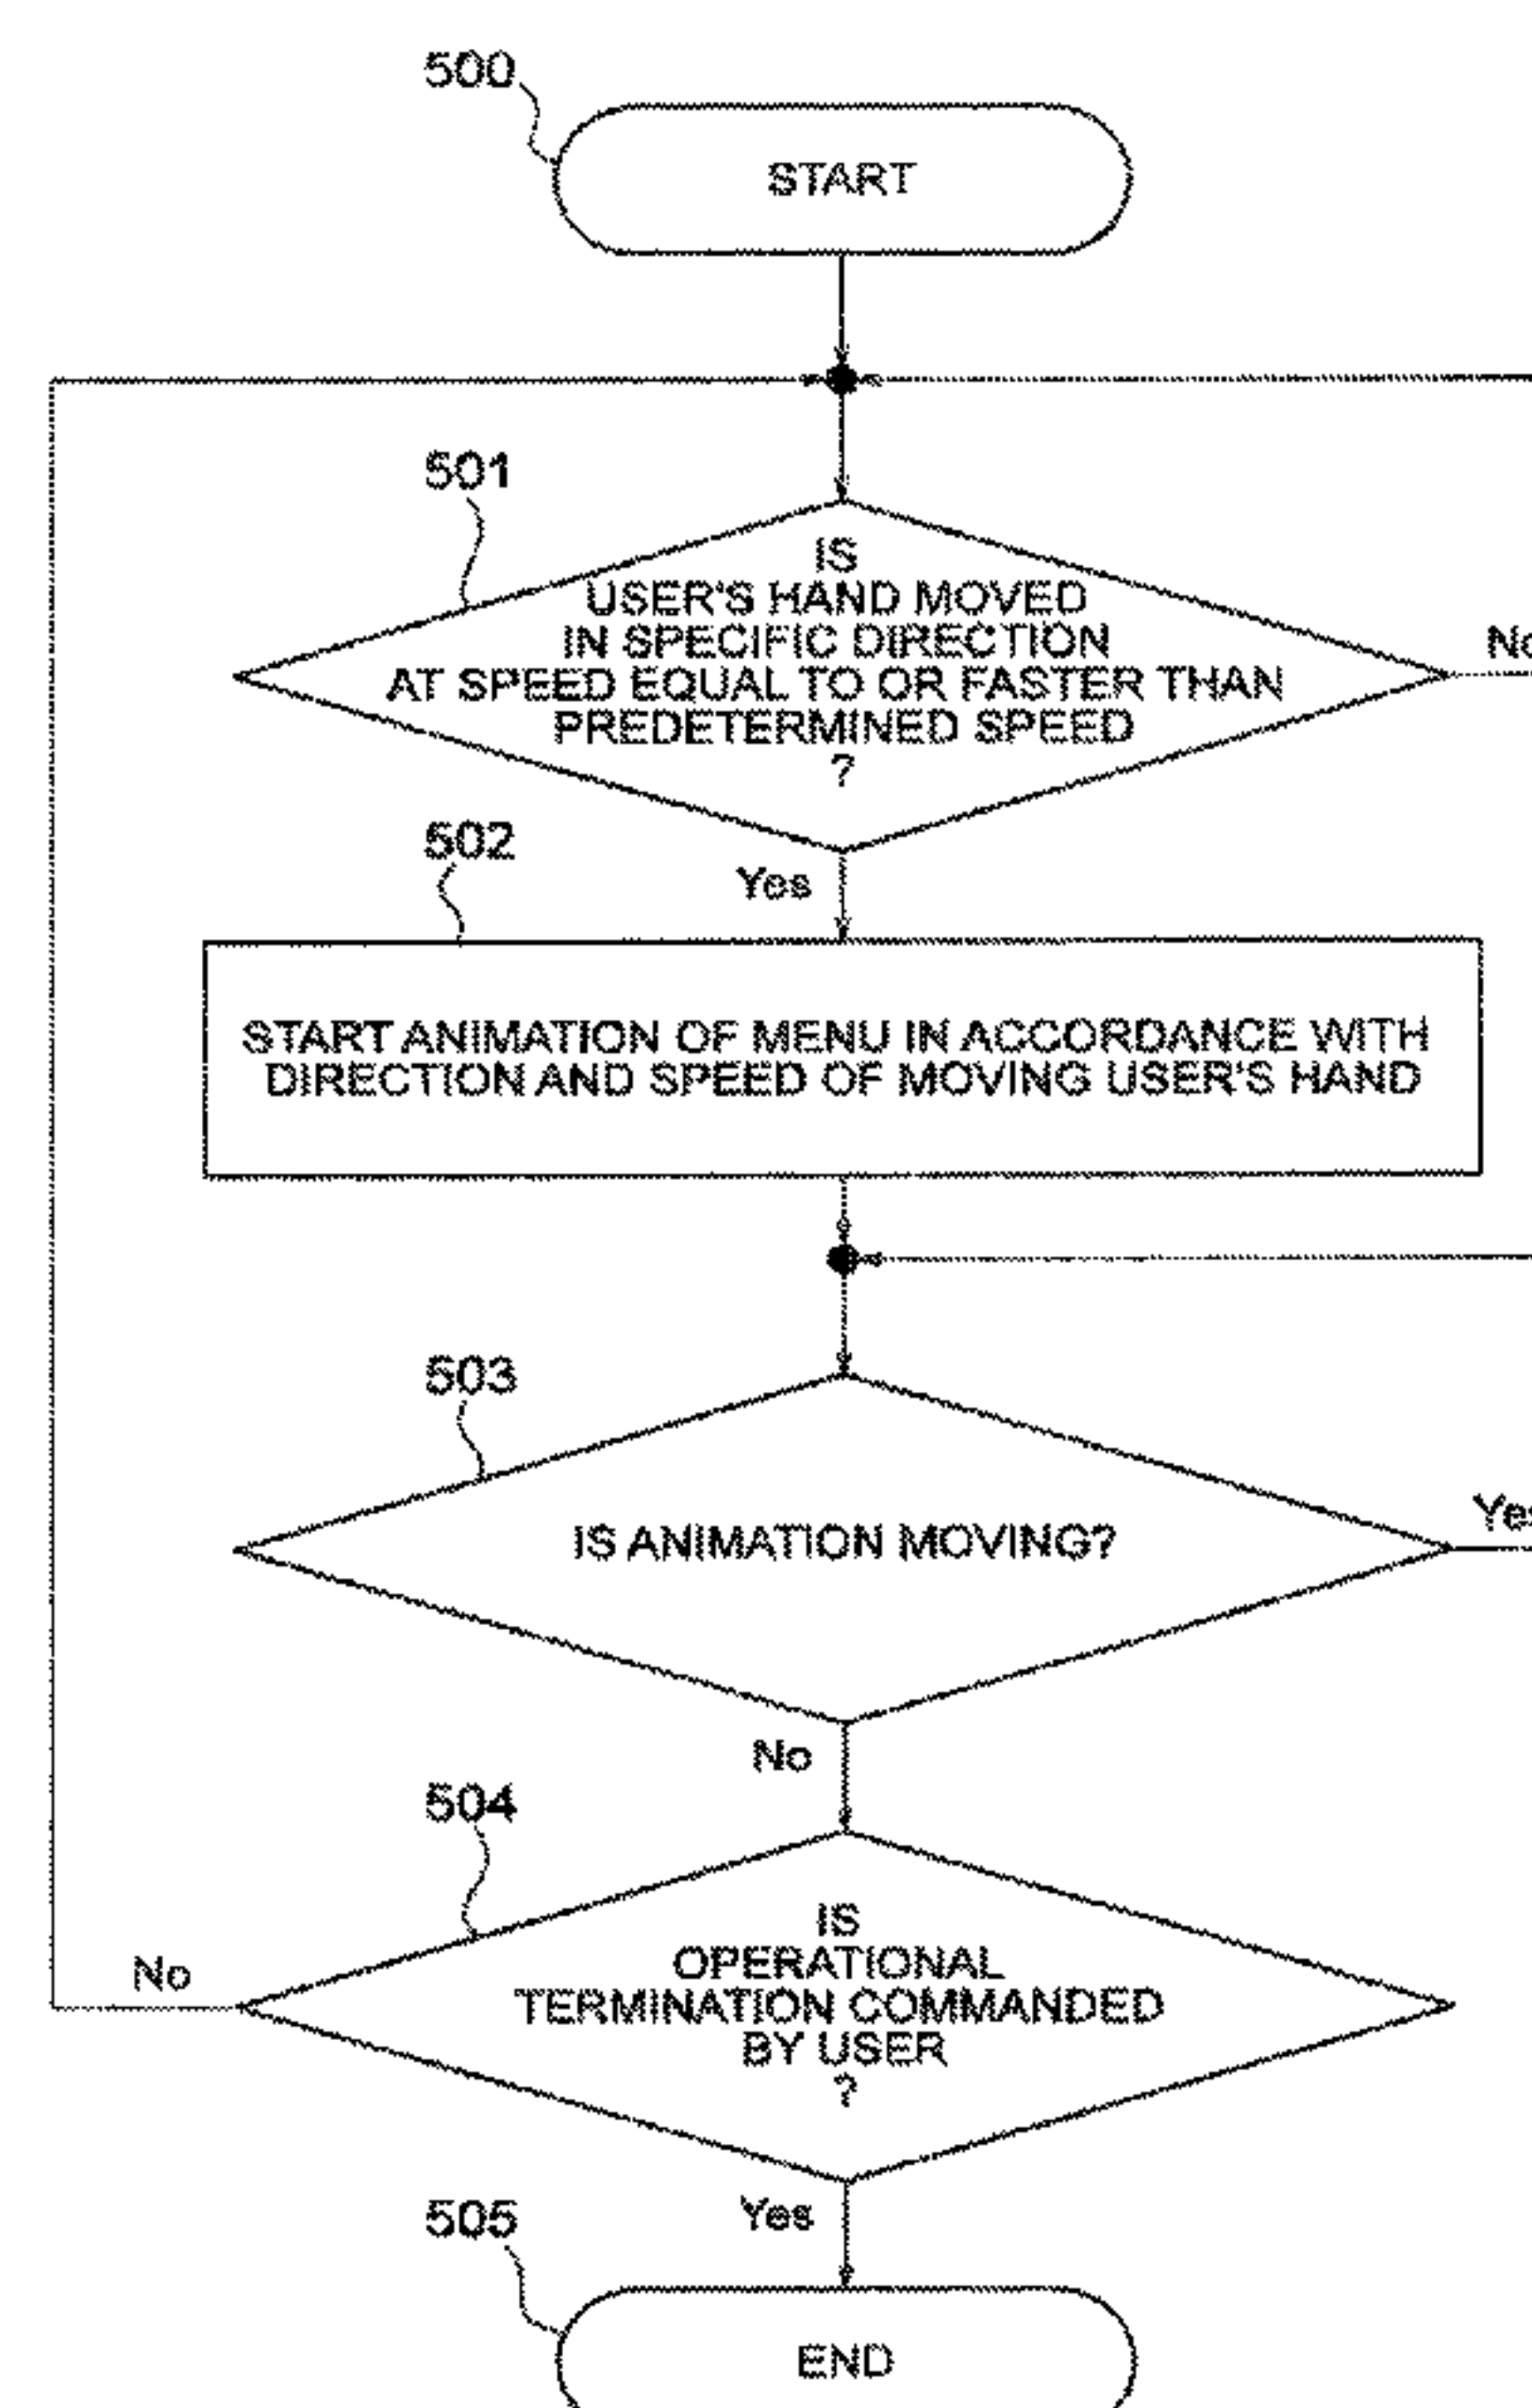 500
START
501
IS
USER'S HAND MOVED
IN SPECIFIC DIRECTION
AT SPEED EQUAL TO OR FASTER THAN
PREDETERMINED SPEED
?
No
Yes
502
START ANIMATION OF MENU IN ACCORDANCE WITH
DIRECTION AND SPEED OF MOVING USER'S HAND
503
IS ANIMATION MOVING?
Yes
No
504
IS
OPERATIONAL
TERMINATION COMMANDED
BY USER
?
No
Yes
505
END